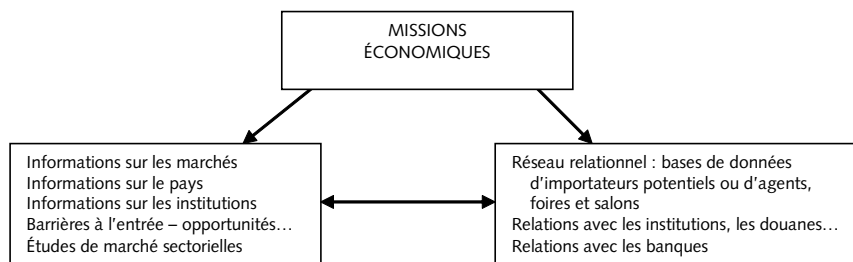 MISSIONS
ÉCONOMIQUES
Informations sur les marchés
Informations sur le pays
Informations sur les institutions
Barrières à l’entrée – opportunités…
Études de marché sectorielles
Réseau relationnel : bases de données
d’importateurs potentiels ou d’agents,
foires et salons
Relations avec les institutions, les douanes…
Relations avec les banques